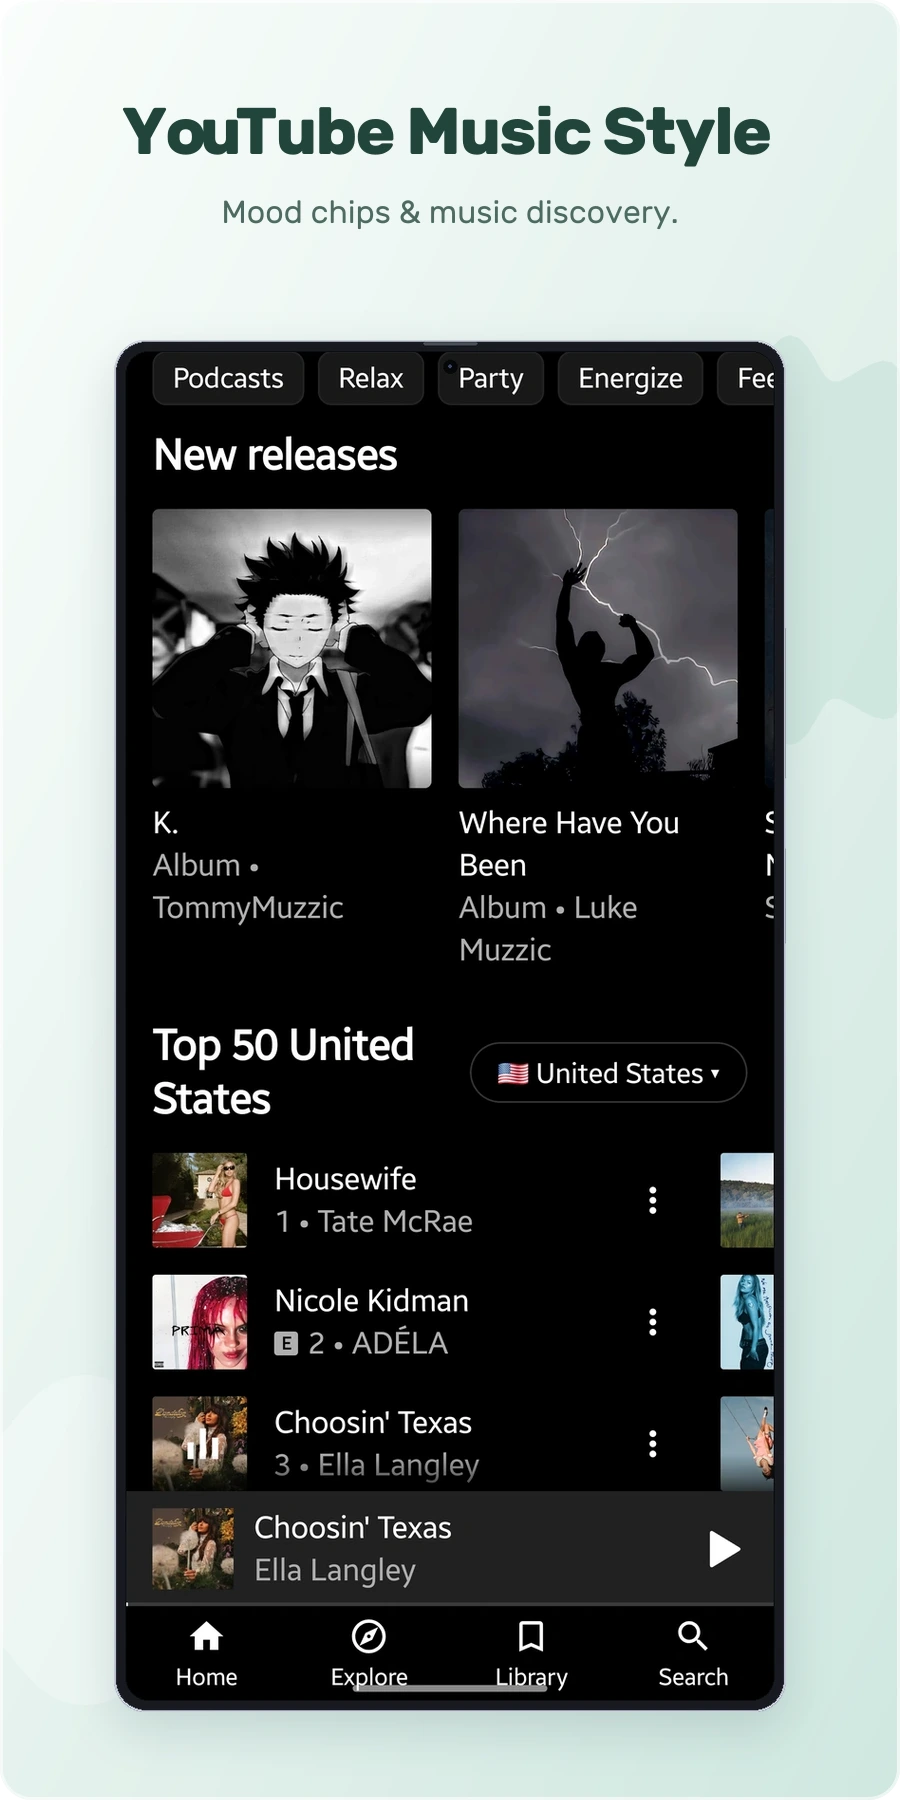 YouTube Music Style
Mood chips & music discovery.
Podcasts
Relax
Party
Energize
Fee
New releases
K.
Album •
TommyMuzzic
Where Have You
Been
Album • Luke
Muzzic
Top 50 United
States
🇺🇸 United States ▾
Housewife
1 • Tate McRae
Nicole Kidman
E 2 • ADÉLA
Choosin' Texas
3 • Ella Langley
Choosin' Texas
Ella Langley
Home
Explore
Library
Search